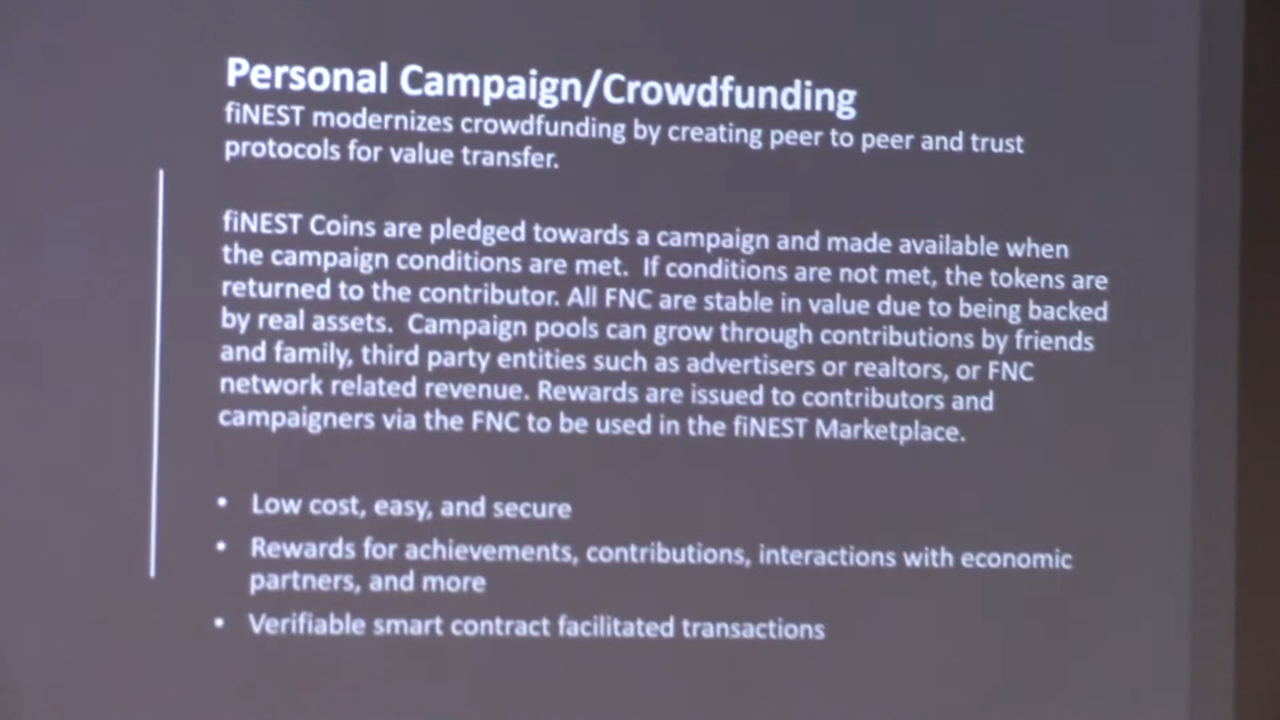 Personal Campaign/Crowdfunding
fiNEST modernizes crowdfunding by creating peer to peer and trust
protocols for value transfer.
fiNEST Coins are pledged towards a campaign and made available when
the campaign conditions are met.  If conditions are not met, the tokens are
returned to the contributor. All FNC are stable in value due to being backed
by real assets.  Campaign pools can grow through contributions by friends
and family, third party entities such as advertisers or realtors, or FNC
network related revenue. Rewards are issued to contributors and
campaigners via the FNC to be used in the fiNEST Marketplace.
• Low cost, easy, and secure
• Rewards for achievements, contributions, interactions with economic
partners, and more
• Verifiable smart contract facilitated transactions